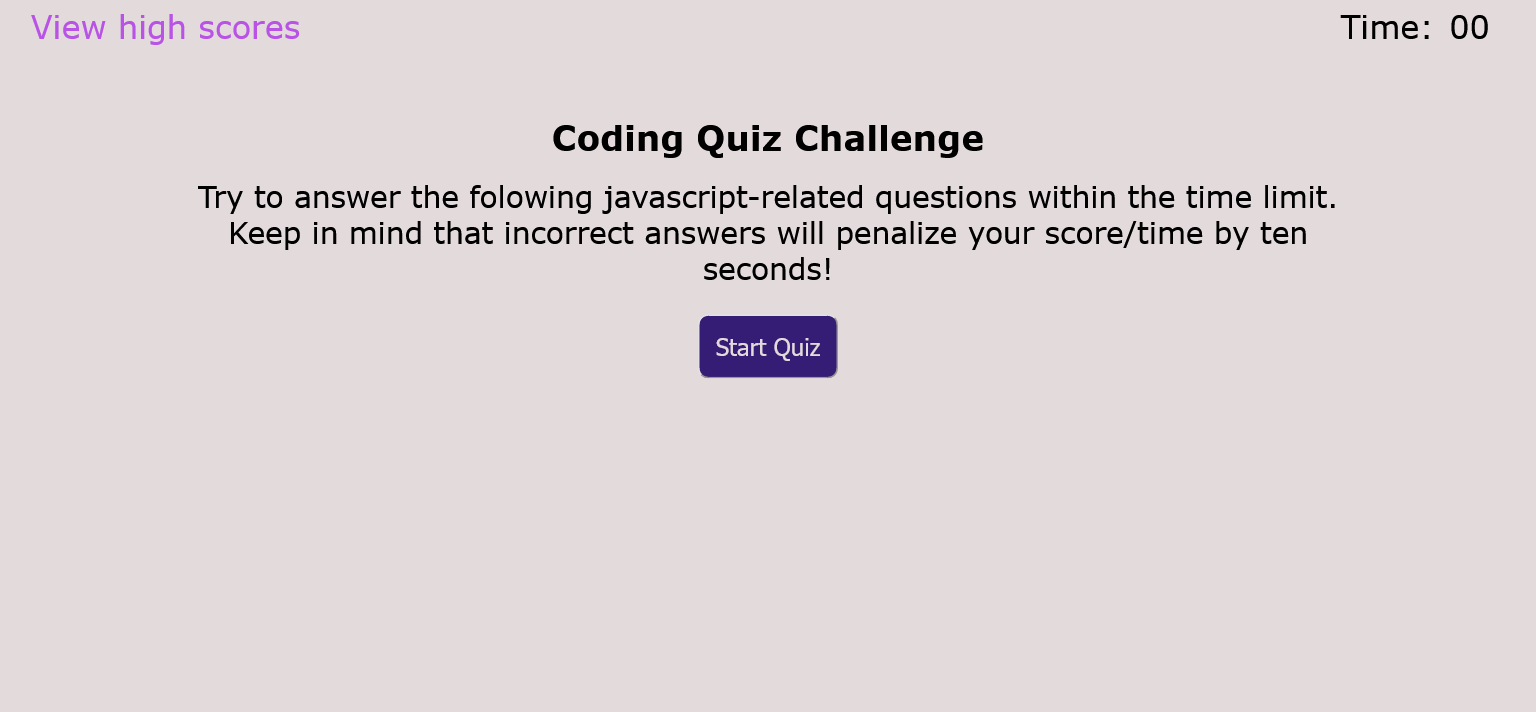 View high scores
Time: 00
Coding Quiz Challenge
Try to answer the folowing javascript-related questions within the time limit.
Keep in mind that incorrect answers will penalize your score/time by ten
seconds!
Start Quiz